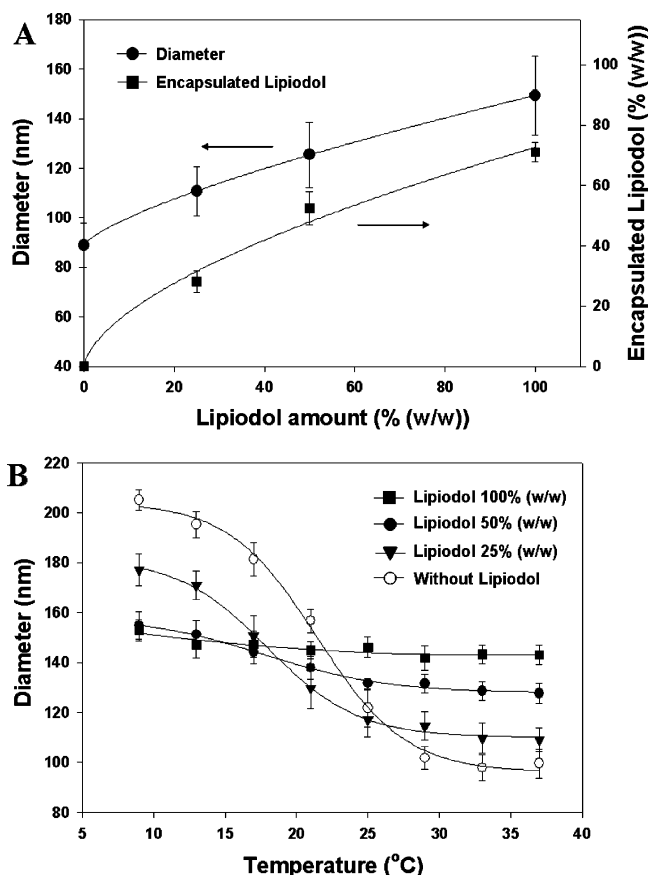 A
180
160
140
120
100
80
60
40
Diameter (nm)
Diameter
Encapsulated Lipiodol
100
80
60
40
20
0
Encapsulated Lipiodol (% (w/w))
0 20 40 60 80 100
Lipiodol amount (% (w/w))
B
220
200
180
160
140
120
100
80
Diameter (nm)
Lipiodol 100% (w/w)
Lipiodol 50% (w/w)
Lipiodol 25% (w/w)
Without Lipiodol
5 10 15 20 25 30 35 40
Temperature (°C)